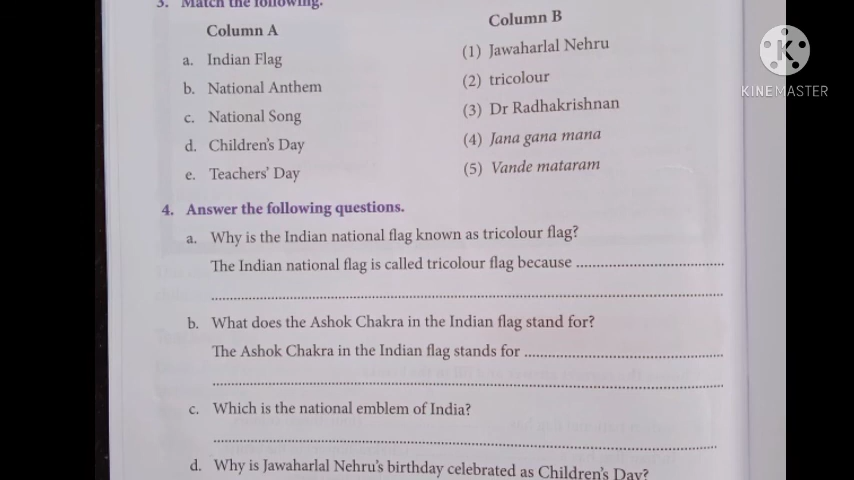 3. Match the following.
Column A Column B
a. Indian Flag (1) Jawaharlal Nehru
b. National Anthem (2) tricolour
c. National Song (3) Dr Radhakrishnan
d. Children's Day (4) Jana gana mana
e. Teachers' Day (5) Vande mataram
4. Answer the following questions.
a. Why is the Indian national flag known as tricolour flag?
The Indian national flag is called tricolour flag because
b. What does the Ashok Chakra in the Indian flag stand for?
The Ashok Chakra in the Indian flag stands for
c. Which is the national emblem of India?
d. Why is Jawaharlal Nehru's birthday celebrated as Children's Day?
K
KINEMASTER